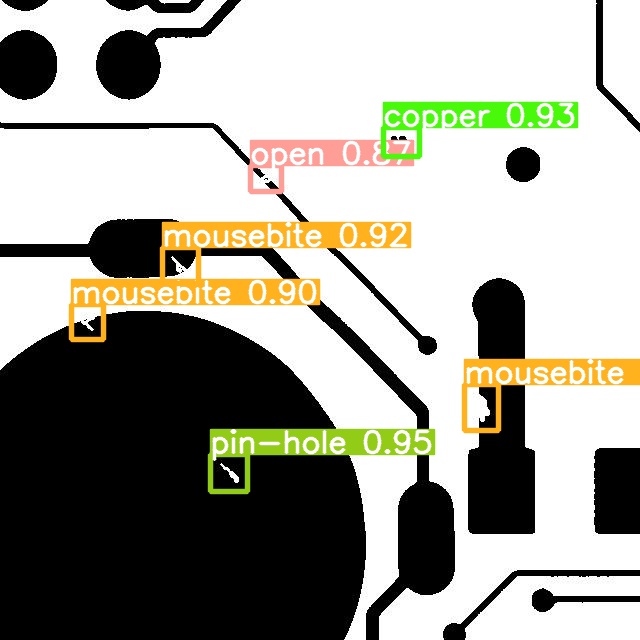 copper 0.93
open 0.87
mousebite 0.92
mousebite 0.90
mousebite
pin-hole 0.95